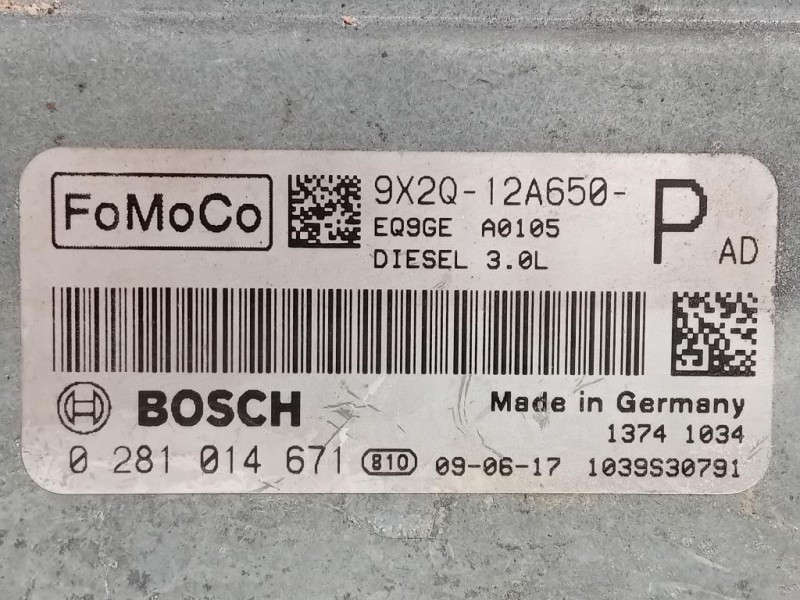 FoMoCo
9X2Q-12A650-
P AD
EQ9GE A0105
DIESEL 3.0L
BOSCH
Made in Germany
1374 1034
0 281 014 671 810 09-06-17 1039S30791